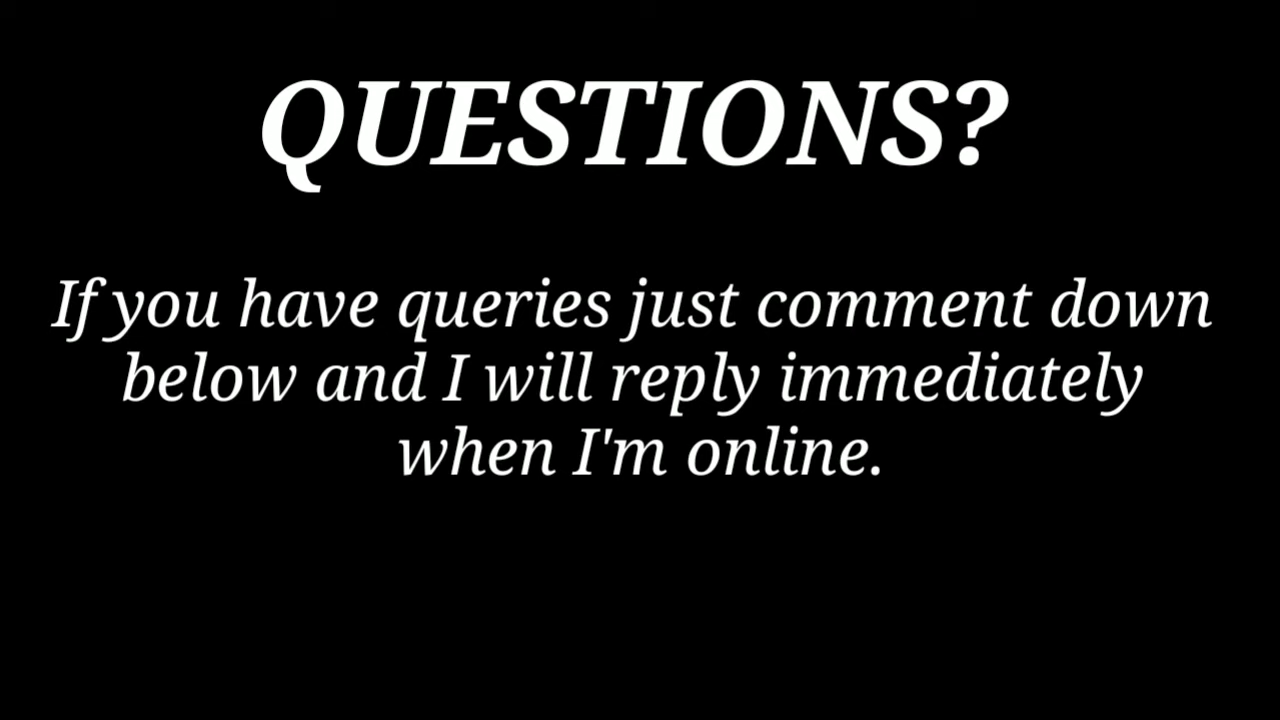 QUESTIONS?
If you have queries just comment down
below and I will reply immediately
when I'm online.